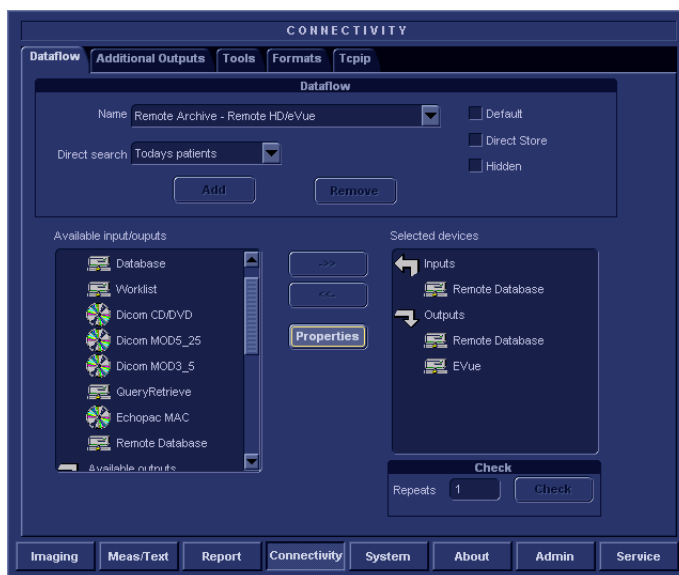 CONNECTIVITY
Dataflow Additional Outputs Tools Formats Tcpip
Dataflow
Name Remote Archive - Remote HD/eVue Default
Direct Store
Direct search Todays patients
Hidden
Add Remove
Available input/ouputs Selected devices
Database ->> Inputs
Worklist <<- Remote Database
Dicom CD/DVD Outputs
Dicom MOD5_25 Properties Remote Database
Dicom MOD3_5 EVue
QueryRetrieve
Echopac MAC
Remote Database
Available outputs
Check
Repeats 1 Check
Imaging Meas/Text Report Connectivity System About Admin Service